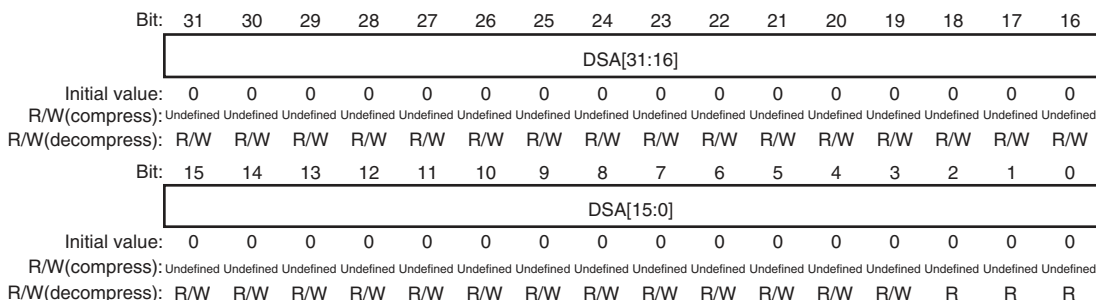 Bit: 31 30 29 28 27 26 25 24 23 22 21 20 19 18 17 16
DSA[31:16]
Initial value: 0 0 0 0 0 0 0 0 0 0 0 0 0 0 0 0
R/W(compress): Undefined Undefined Undefined Undefined Undefined Undefined Undefined Undefined Undefined Undefined Undefined Undefined Undefined Undefined Undefined Undefined
R/W(decompress): R/W R/W R/W R/W R/W R/W R/W R/W R/W R/W R/W R/W R/W R/W R/W R/W
Bit: 15 14 13 12 11 10 9 8 7 6 5 4 3 2 1 0
DSA[15:0]
Initial value: 0 0 0 0 0 0 0 0 0 0 0 0 0 0 0 0
R/W(compress): Undefined Undefined Undefined Undefined Undefined Undefined Undefined Undefined Undefined Undefined Undefined Undefined Undefined Undefined Undefined Undefined
R/W(decompress): R/W R/W R/W R/W R/W R/W R/W R/W R/W R/W R/W R/W R/W R R R